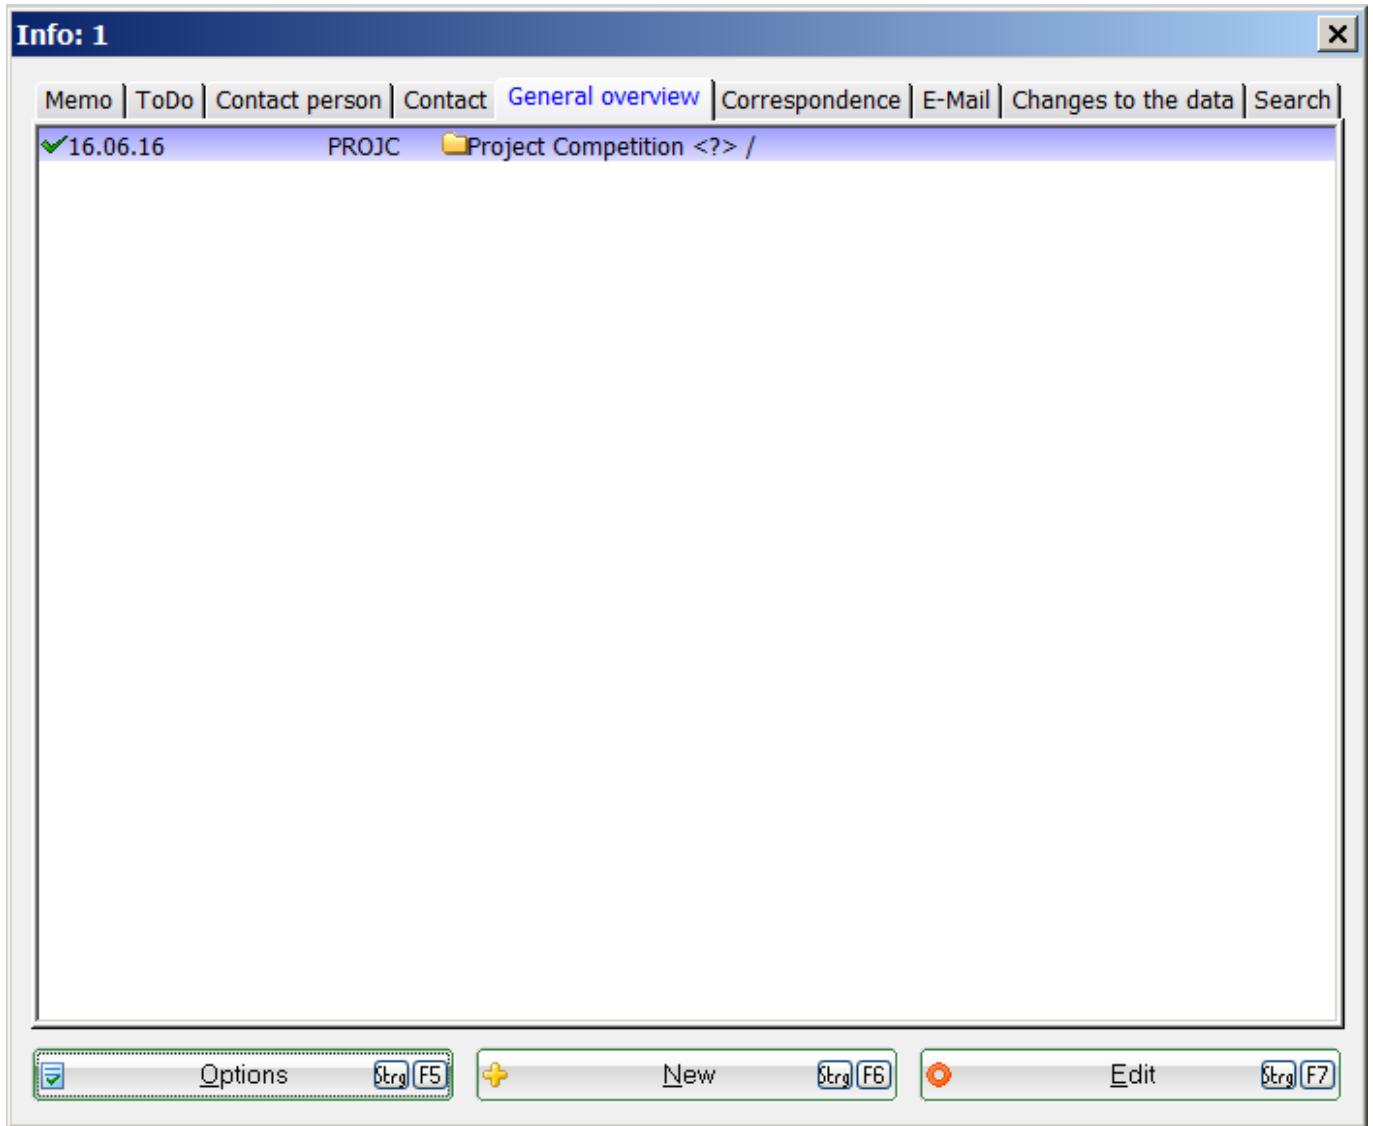 Info: 1
Memo ToDo Contact person Contact General overview Correspondence E-Mail Changes to the data Search
16.06.16 PROJC Project Competition <?> /
Options Strg F5 New Strg F6 Edit Strg F7